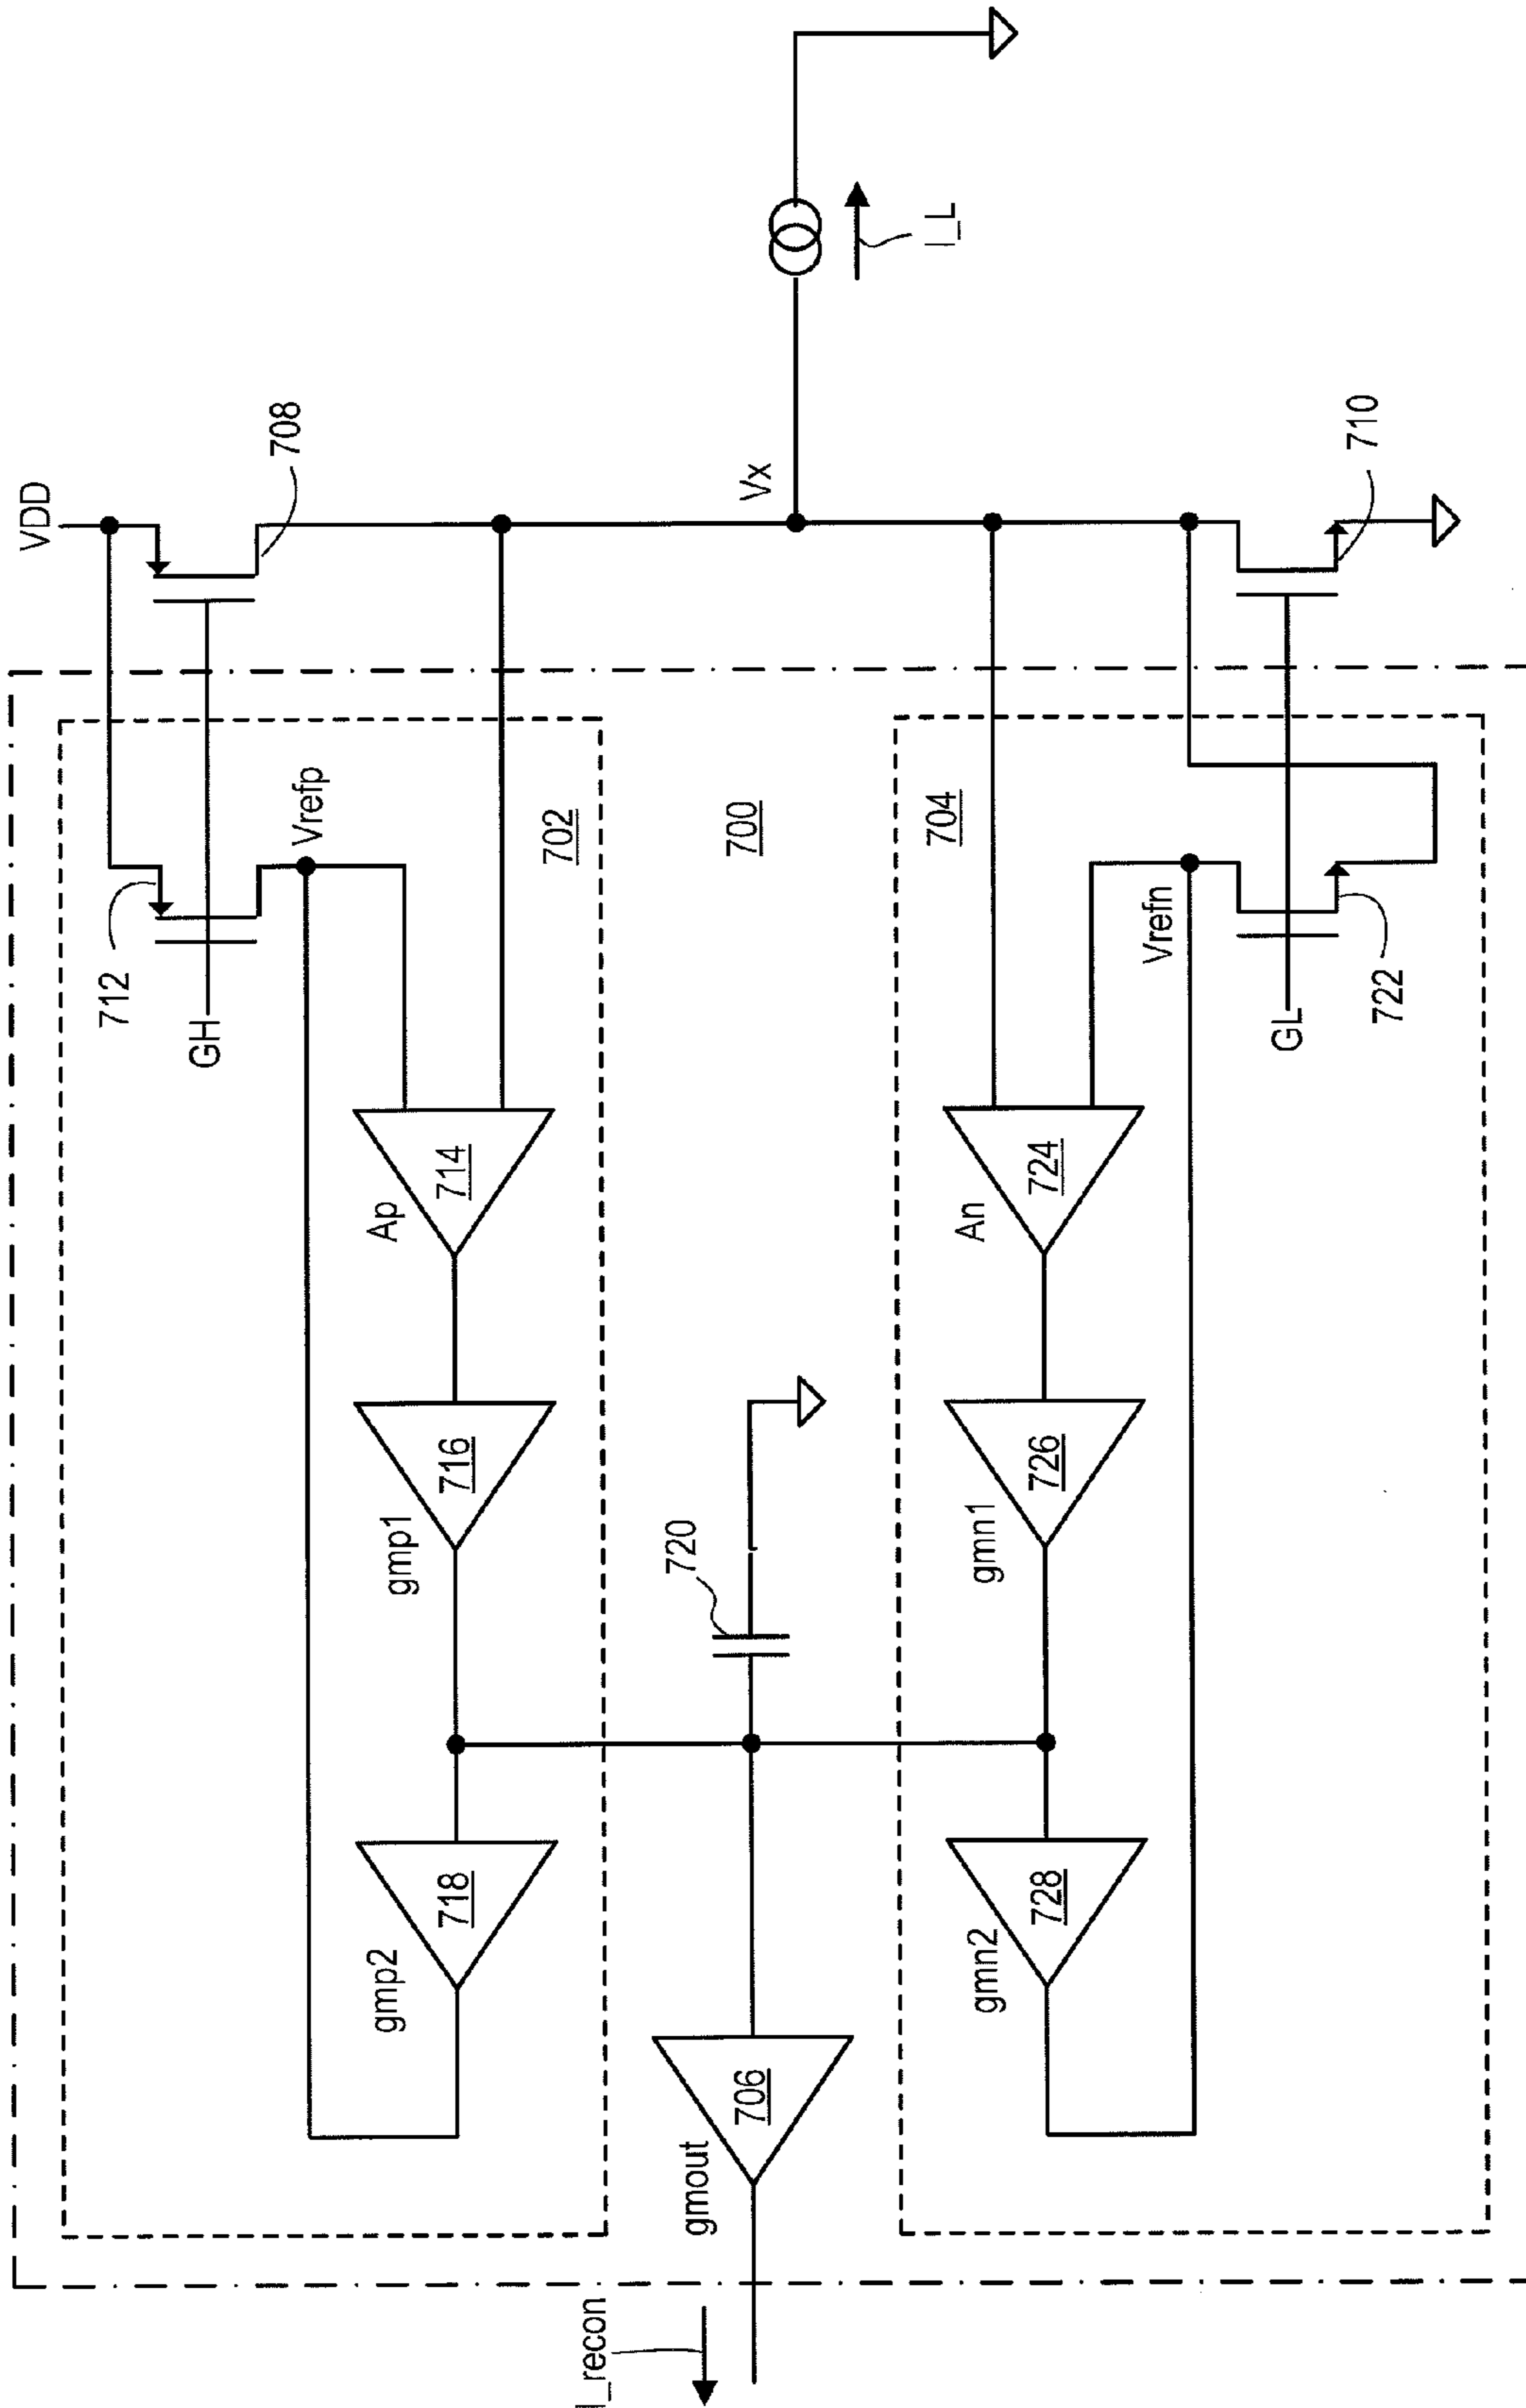 VDD
708
Vx
I_L
710
712
GH
Vrefp
702
700
704
Vrefn
GL
722
714
Ap
724
An
716
gmp1
720
726
gmn1
718
gmp2
728
gmn2
706
gmout
I_recon